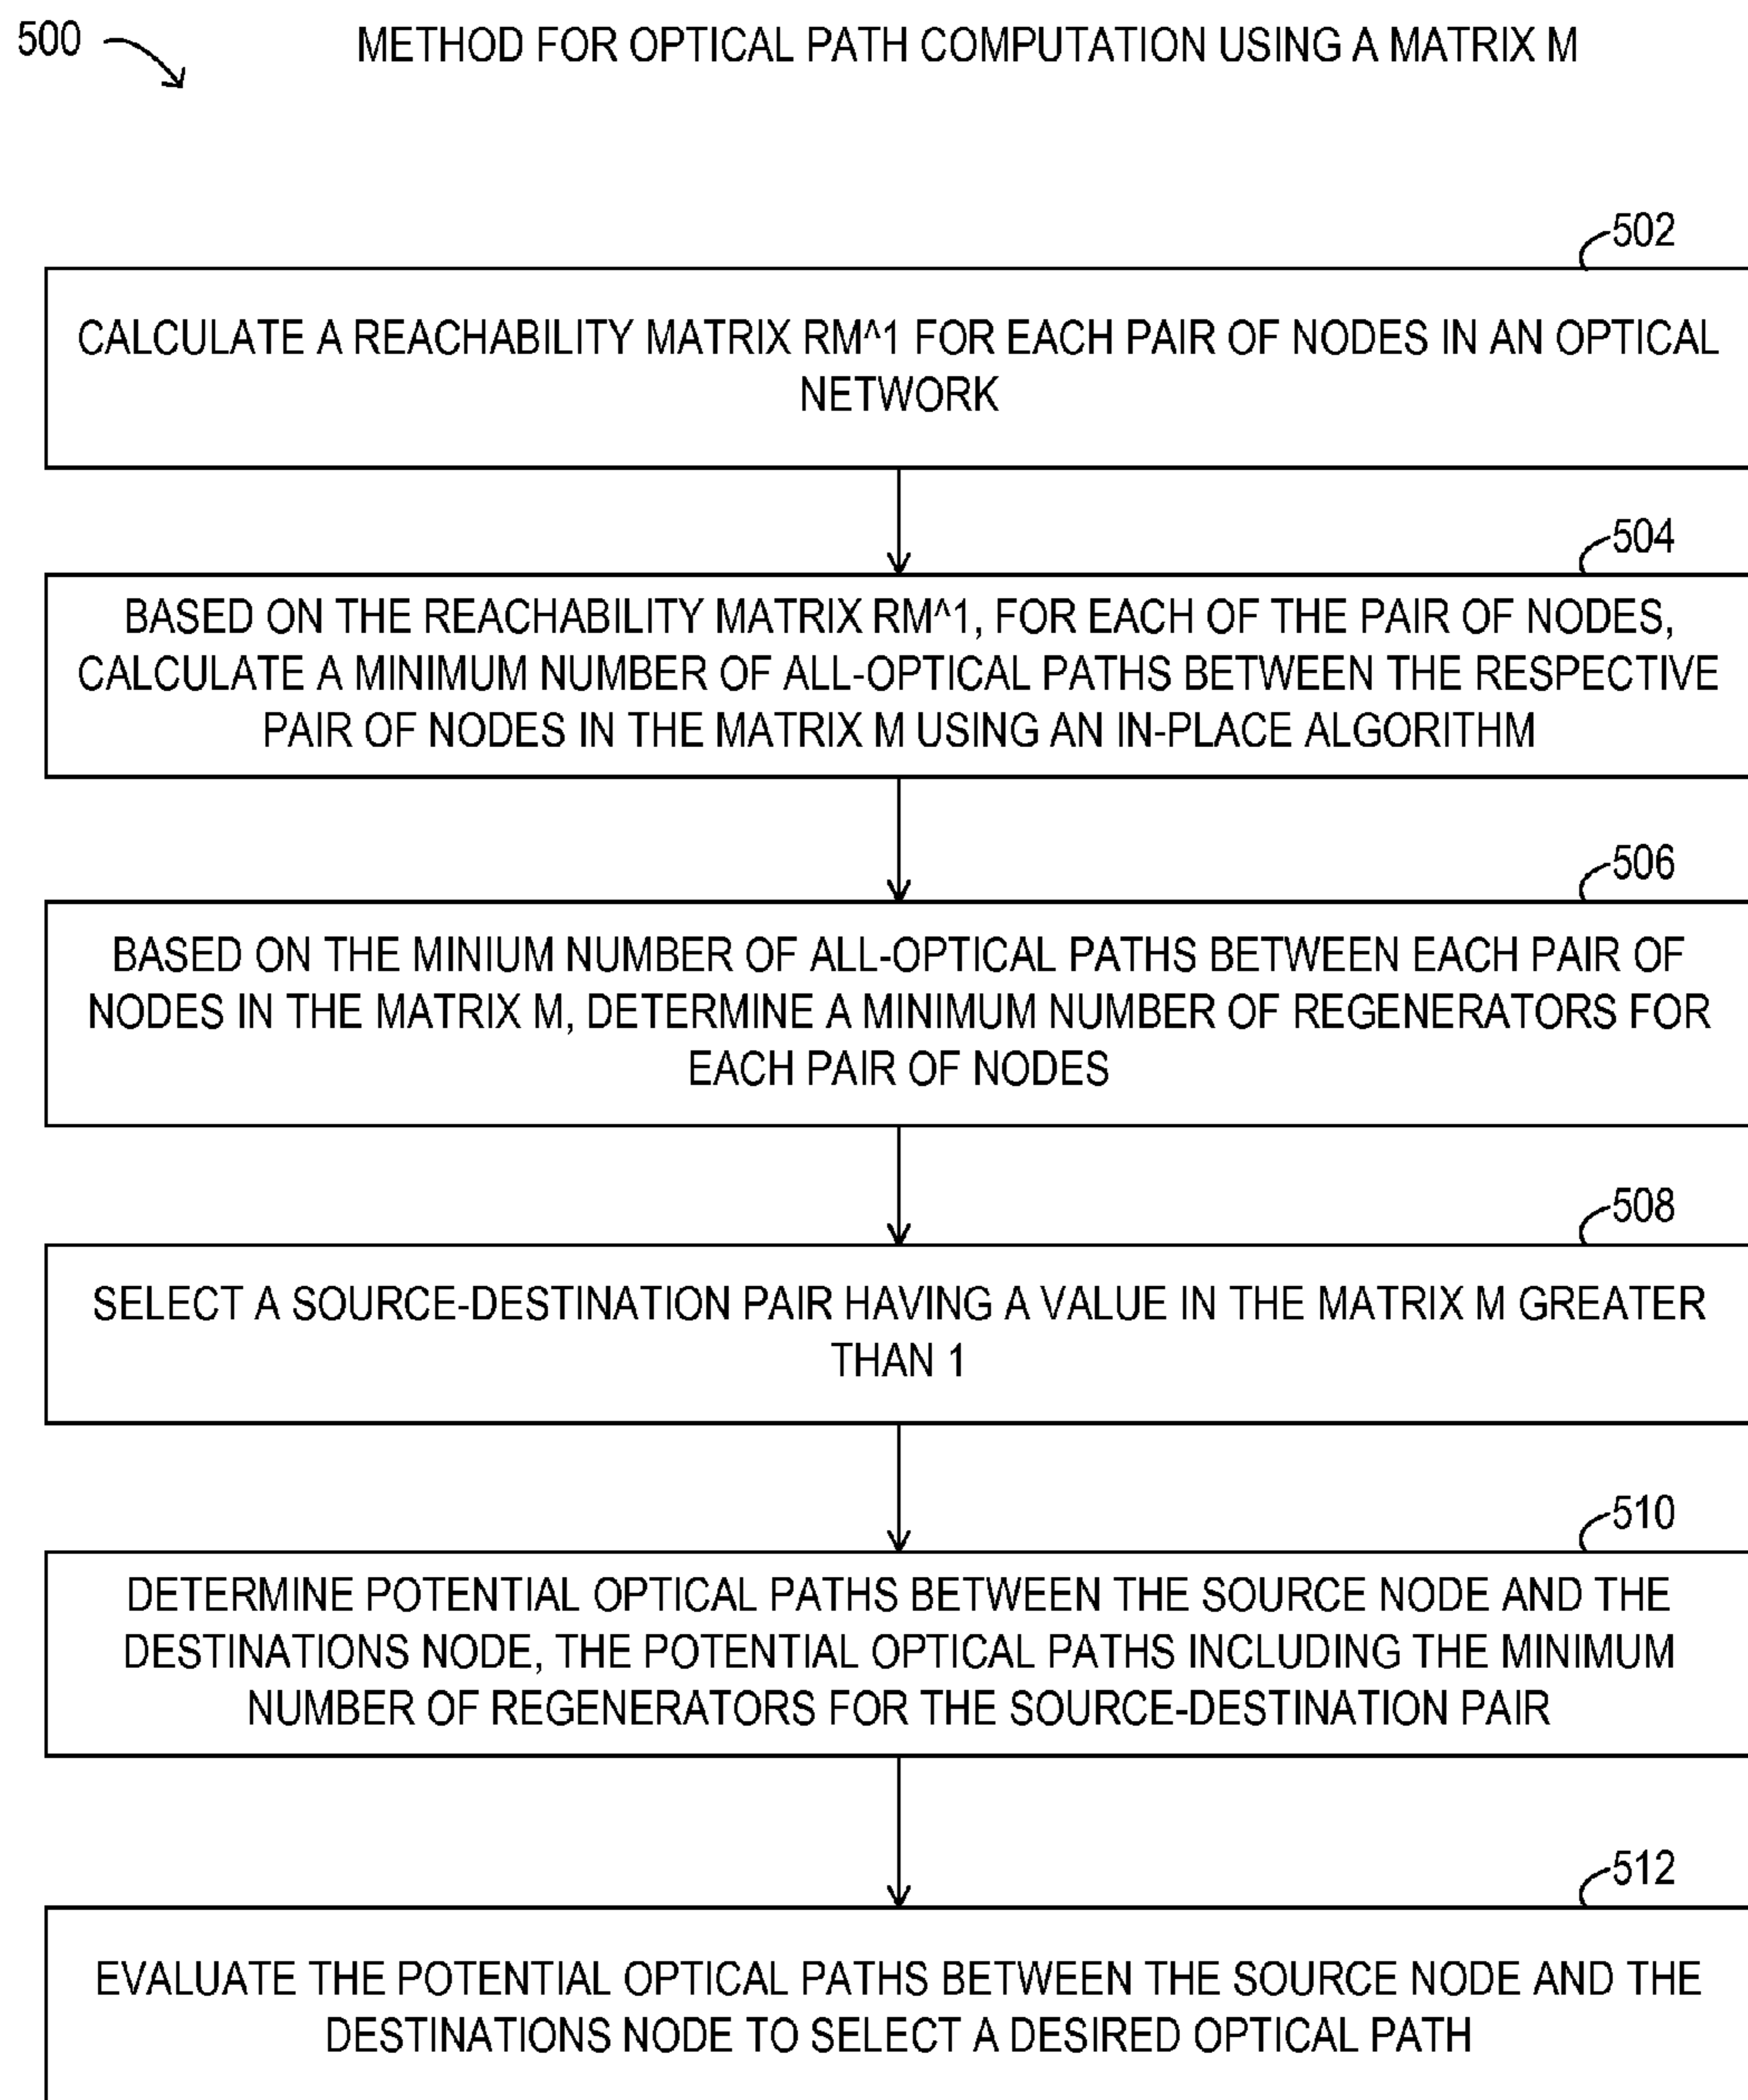 500
METHOD FOR OPTICAL PATH COMPUTATION USING A MATRIX M
502
CALCULATE A REACHABILITY MATRIX RM^1 FOR EACH PAIR OF NODES IN AN OPTICAL
NETWORK
504
BASED ON THE REACHABILITY MATRIX RM^1, FOR EACH OF THE PAIR OF NODES,
CALCULATE A MINIMUM NUMBER OF ALL-OPTICAL PATHS BETWEEN THE RESPECTIVE
PAIR OF NODES IN THE MATRIX M USING AN IN-PLACE ALGORITHM
506
BASED ON THE MINIUM NUMBER OF ALL-OPTICAL PATHS BETWEEN EACH PAIR OF
NODES IN THE MATRIX M, DETERMINE A MINIMUM NUMBER OF REGENERATORS FOR
EACH PAIR OF NODES
508
SELECT A SOURCE-DESTINATION PAIR HAVING A VALUE IN THE MATRIX M GREATER
THAN 1
510
DETERMINE POTENTIAL OPTICAL PATHS BETWEEN THE SOURCE NODE AND THE
DESTINATIONS NODE, THE POTENTIAL OPTICAL PATHS INCLUDING THE MINIMUM
NUMBER OF REGENERATORS FOR THE SOURCE-DESTINATION PAIR
512
EVALUATE THE POTENTIAL OPTICAL PATHS BETWEEN THE SOURCE NODE AND THE
DESTINATIONS NODE TO SELECT A DESIRED OPTICAL PATH